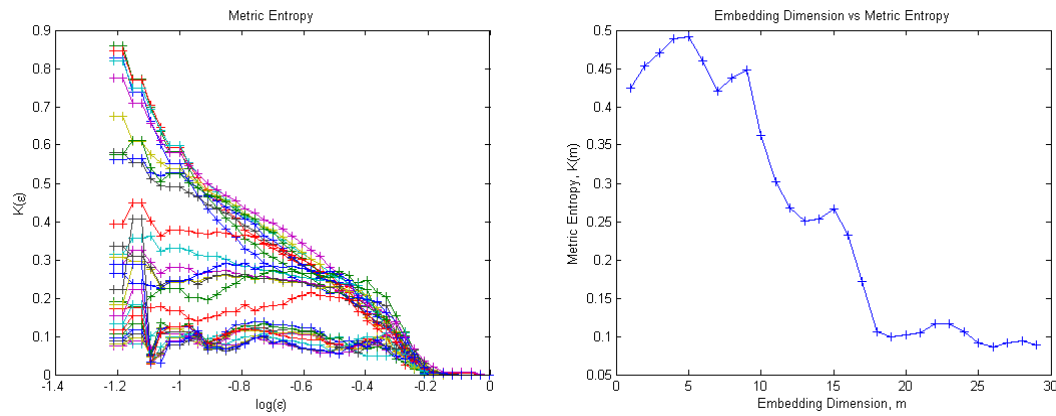 Metric Entropy
0.9
0.8
0.7
0.6
0.5
0.4
0.3
0.2
0.1
0
K(ε)
-1.4 -1.2 -1 -0.8 -0.6 -0.4 -0.2 0
log(ε)
Embedding Dimension vs Metric Entropy
0.5
0.45
0.4
0.35
0.3
0.25
0.2
0.15
0.1
0.05
Metric Entropy, K(m)
0 5 10 15 20 25 30
Embedding Dimension, m